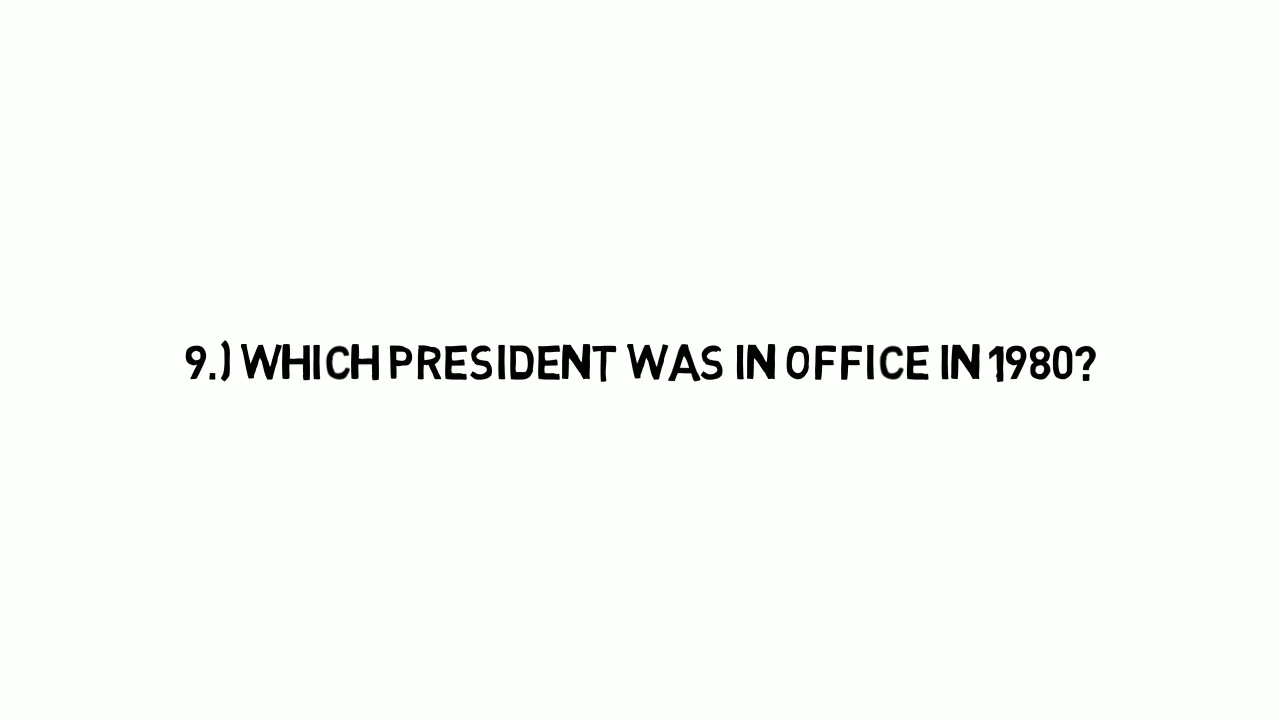 9.) WHICH PRESIDENT WAS IN OFFICE IN 1980?